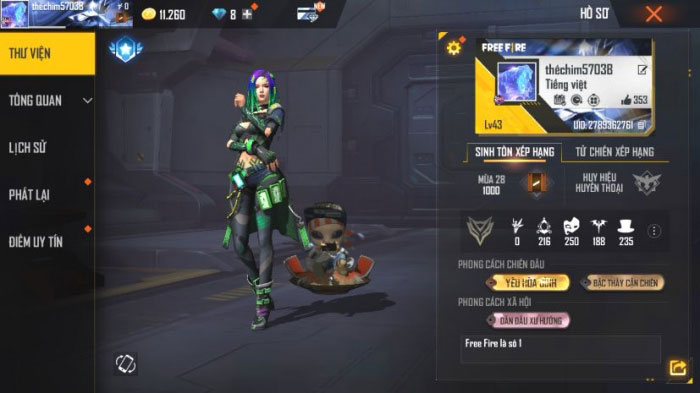 théchim57038
11.260
8
NEW
HỒ SƠ
THƯ VIỆN
TỔNG QUAN
LỊCH SỬ
PHÁT LẠI
ĐIỂM UY TÍN
FREE FIRE
théchim57038
Tiếng việt
353
Lv43
UID: 2789362761
SINH TỒN XẾP HẠNG
TỬ CHIẾN XẾP HẠNG
MÙA 28
1000
HUY HIỆU
HUYỀN THOẠI
0 216 250 188 235
PHONG CÁCH CHIẾN ĐẤU
YÊU HÒA BÌNH
BẬC THẦY CẬN CHIẾN
PHONG CÁCH XÃ HỘI
DẪN ĐẦU XU HƯỚNG
Free Fire là số 1